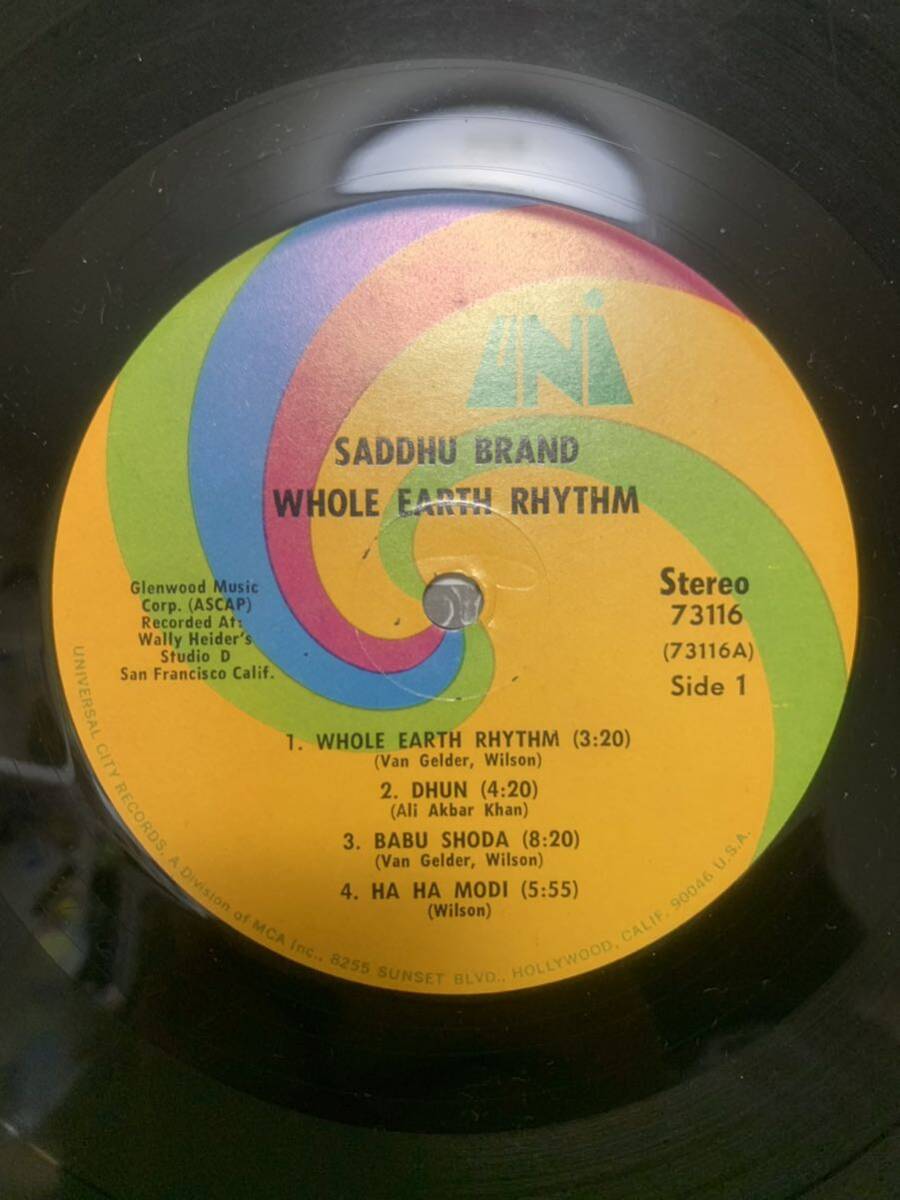 UNi
SADDHU BRAND
WHOLE EARTH RHYTHM
Glenwood Music
Corp. (ASCAP)
Recorded At:
Wally Heider's
Studio D
San Francisco Calif.
Stereo
73116
(73116A)
Side 1
1. WHOLE EARTH RHYTHM (3:20)
(Van Gelder, Wilson)
2. DHUN (4:20)
(Ali Akbar Khan)
3. BABU SHODA (8:20)
(Van Gelder, Wilson)
4. HA HA MODI (5:55)
(Wilson)
UNIVERSAL CITY RECORDS, A Division of MCA Inc., 8255 SUNSET BLVD., HOLLYWOOD, CALIF. 90046 U.S.A.